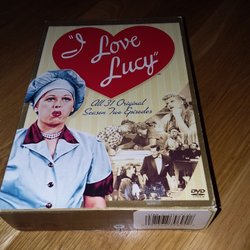 "I Love
Lucy"
All 31 Original
Season Two Episodes
DVD